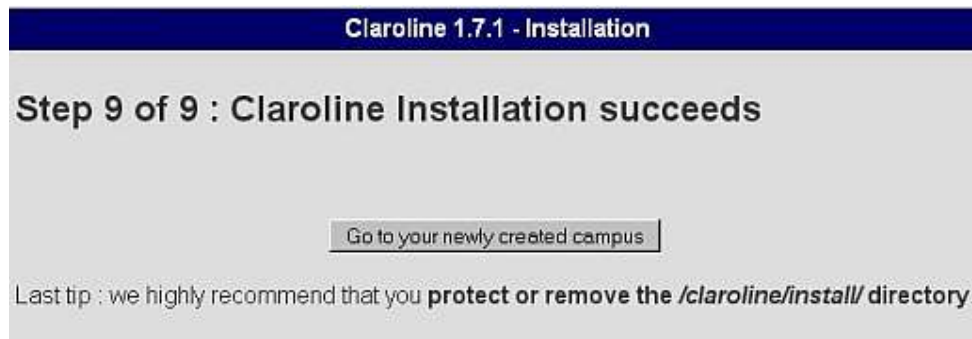 Claroline 1.7.1 - Installation
Step 9 of 9 : Claroline Installation succeeds
Go to your newly created campus
Last tip : we highly recommend that you protect or remove the /claroline/install/ directory